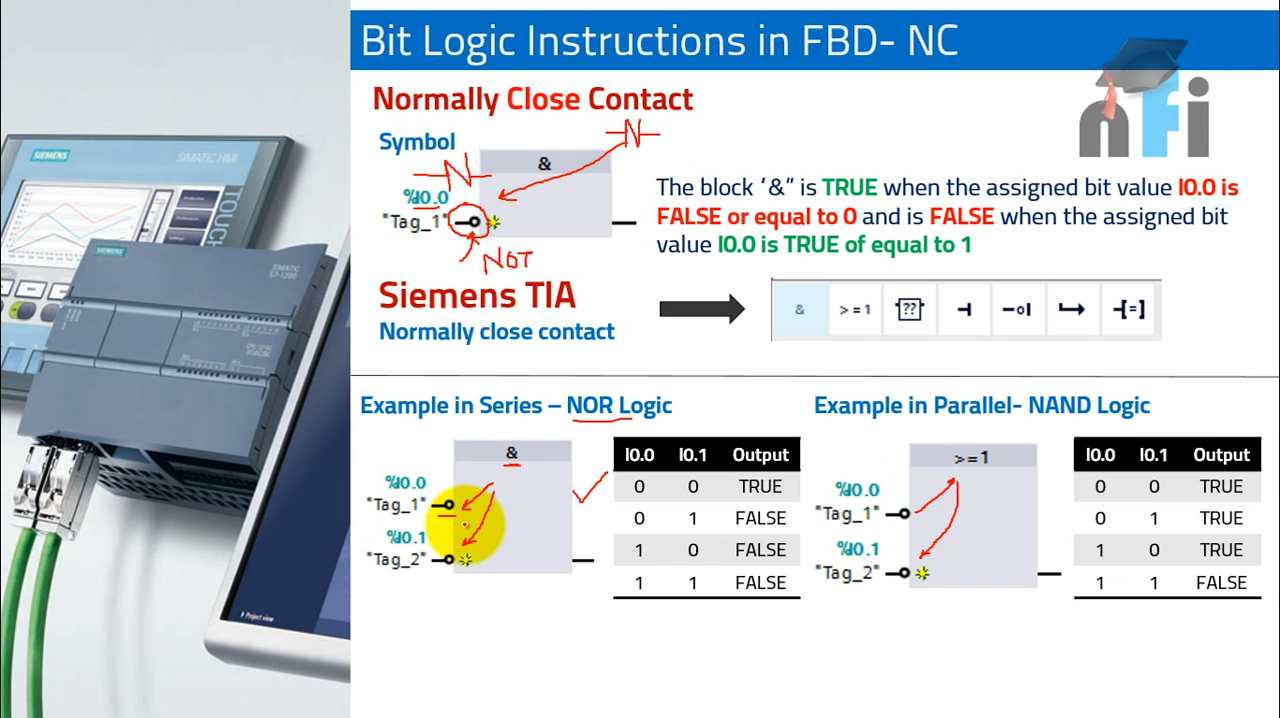 Bit Logic Instructions in FBD- NC
nfi
Normally Close Contact
Symbol
&
%I0.0
"Tag_1"
NOT
The block ‘&” is TRUE when the assigned bit value I0.0 is
FALSE or equal to 0 and is FALSE when the assigned bit
value I0.0 is TRUE of equal to 1
Siemens TIA
Normally close contact
& >=1 ?? -| -o| -[=]
Example in Series – NOR Logic
&
%I0.0
"Tag_1"
%I0.1
"Tag_2"
I0.0 I0.1 Output
0 0 TRUE
0 1 FALSE
1 0 FALSE
1 1 FALSE
Example in Parallel- NAND Logic
>=1
%I0.0
"Tag_1"
%I0.1
"Tag_2"
I0.0 I0.1 Output
0 0 TRUE
0 1 TRUE
1 0 TRUE
1 1 FALSE
SIEMENS
SIMATIC HMI
TOUCH
SIEMENS
SIMATIC
S7-1200
Project view